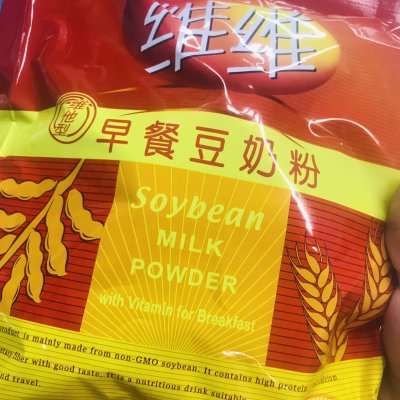 维维
维他型
早餐豆奶粉
Soybean
MILK
POWDER
with Vitamin for Breakfast
product is mainly made from non-GMO soybean. It contains high protein,
dietary fiber with good taste. It is a nutritious drink suitable
and travel.